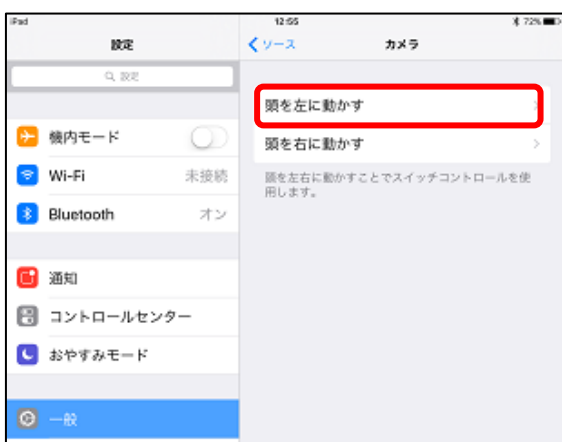 iPad
12:55
72%
設定
設定
機内モード
Wi-Fi 未接続
Bluetooth オン
通知
コントロールセンター
おやすみモード
一般
ソース カメラ
頭を左に動かす
頭を右に動かす
頭を左右に動かすことでスイッチコントロールを使
用します。